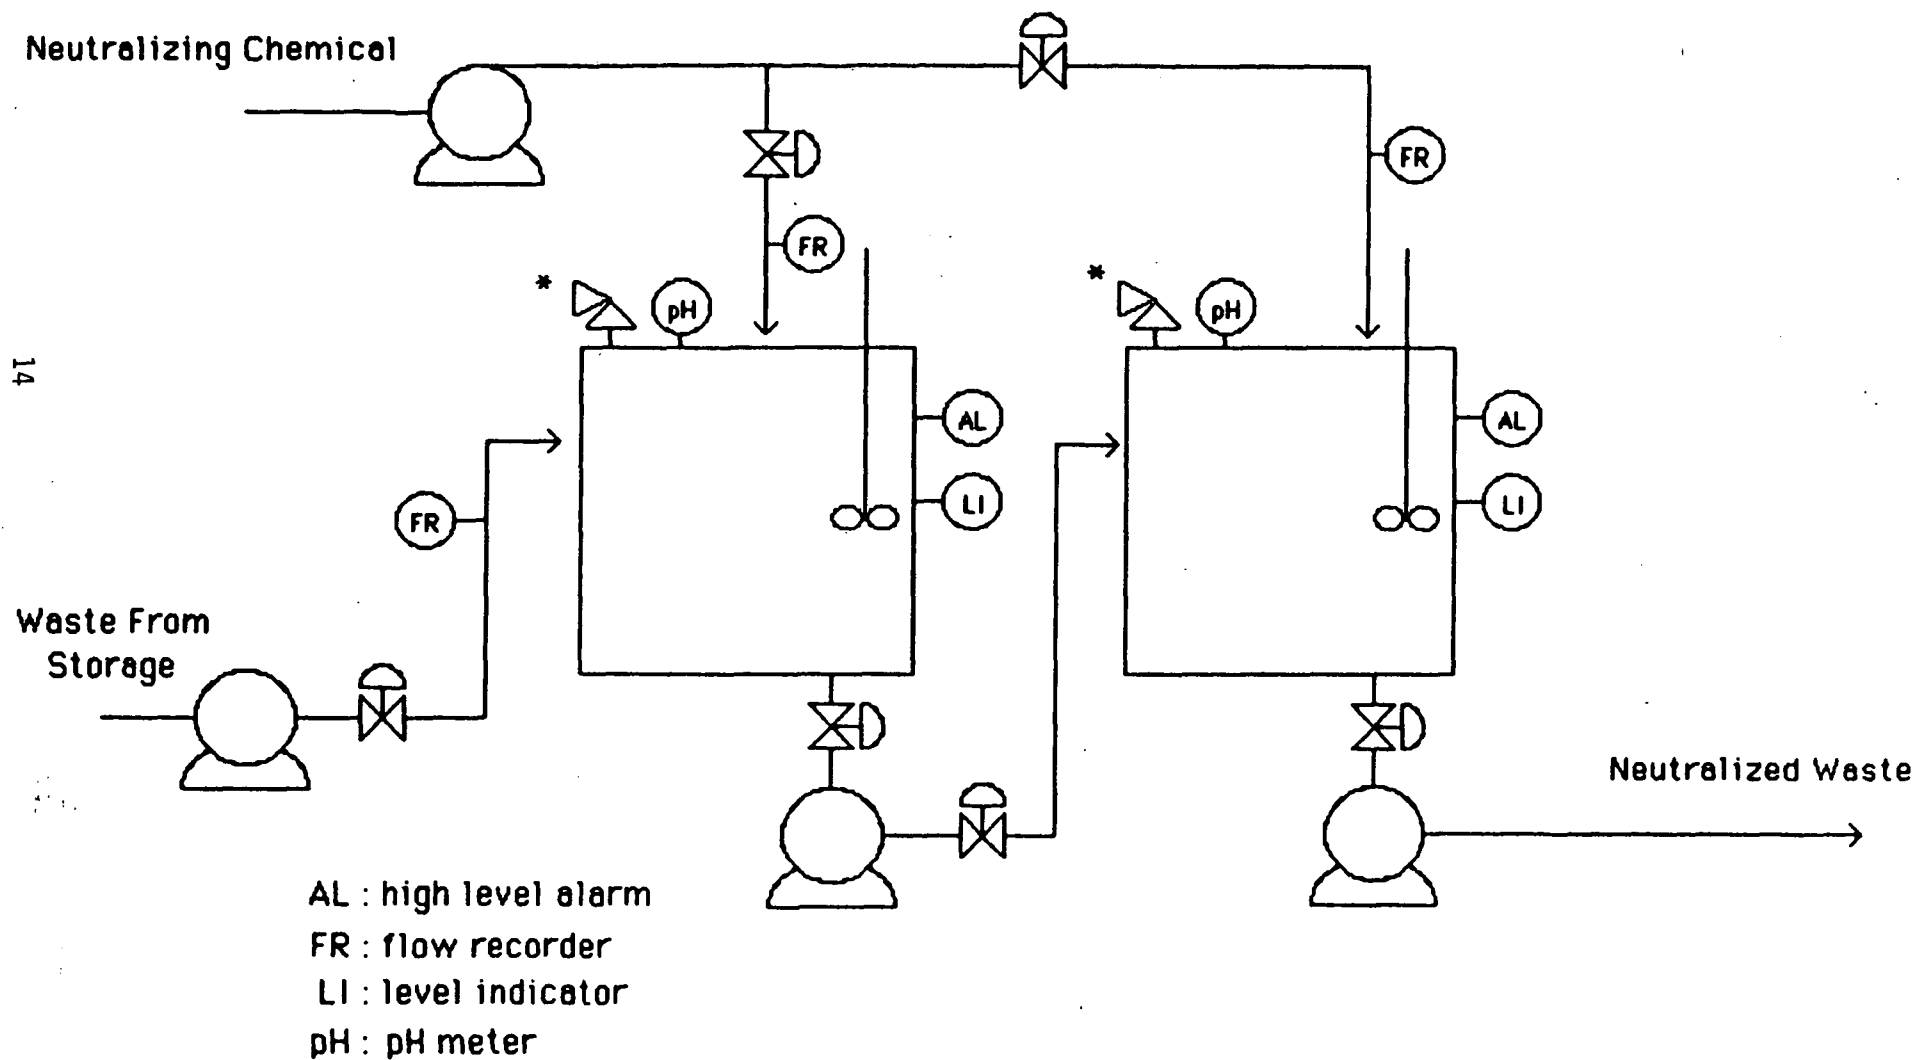 Neutralizing Chemical
FR
FR
*
pH
*
pH
14
AL
AL
LI
LI
FR
Waste From
Storage
Neutralized Waste
AL : high level alarm
FR : flow recorder
LI : level indicator
pH : pH meter